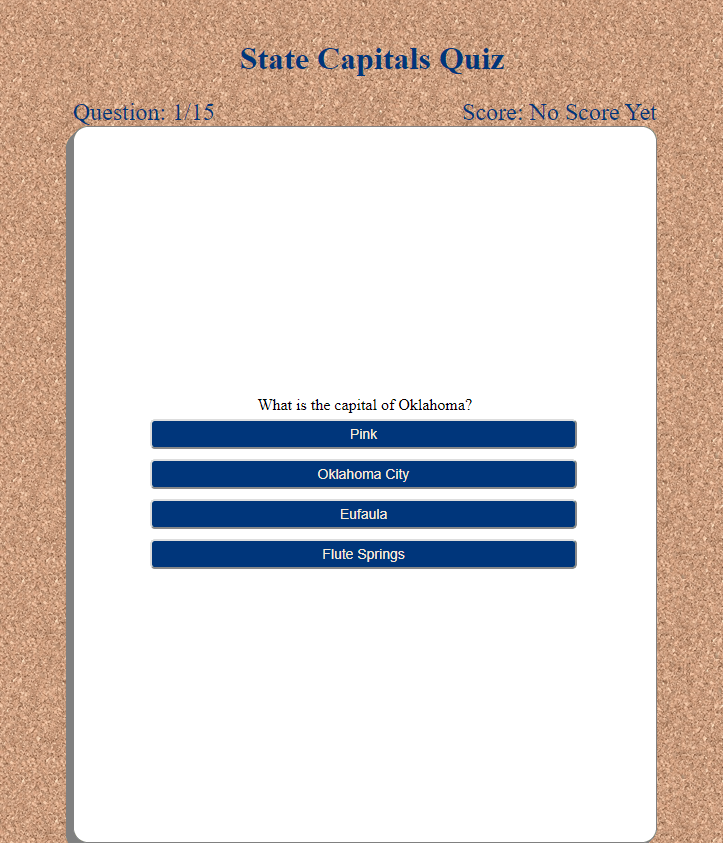 State Capitals Quiz
Question: 1/15 Score: No Score Yet
What is the capital of Oklahoma?
Pink
Oklahoma City
Eufaula
Flute Springs